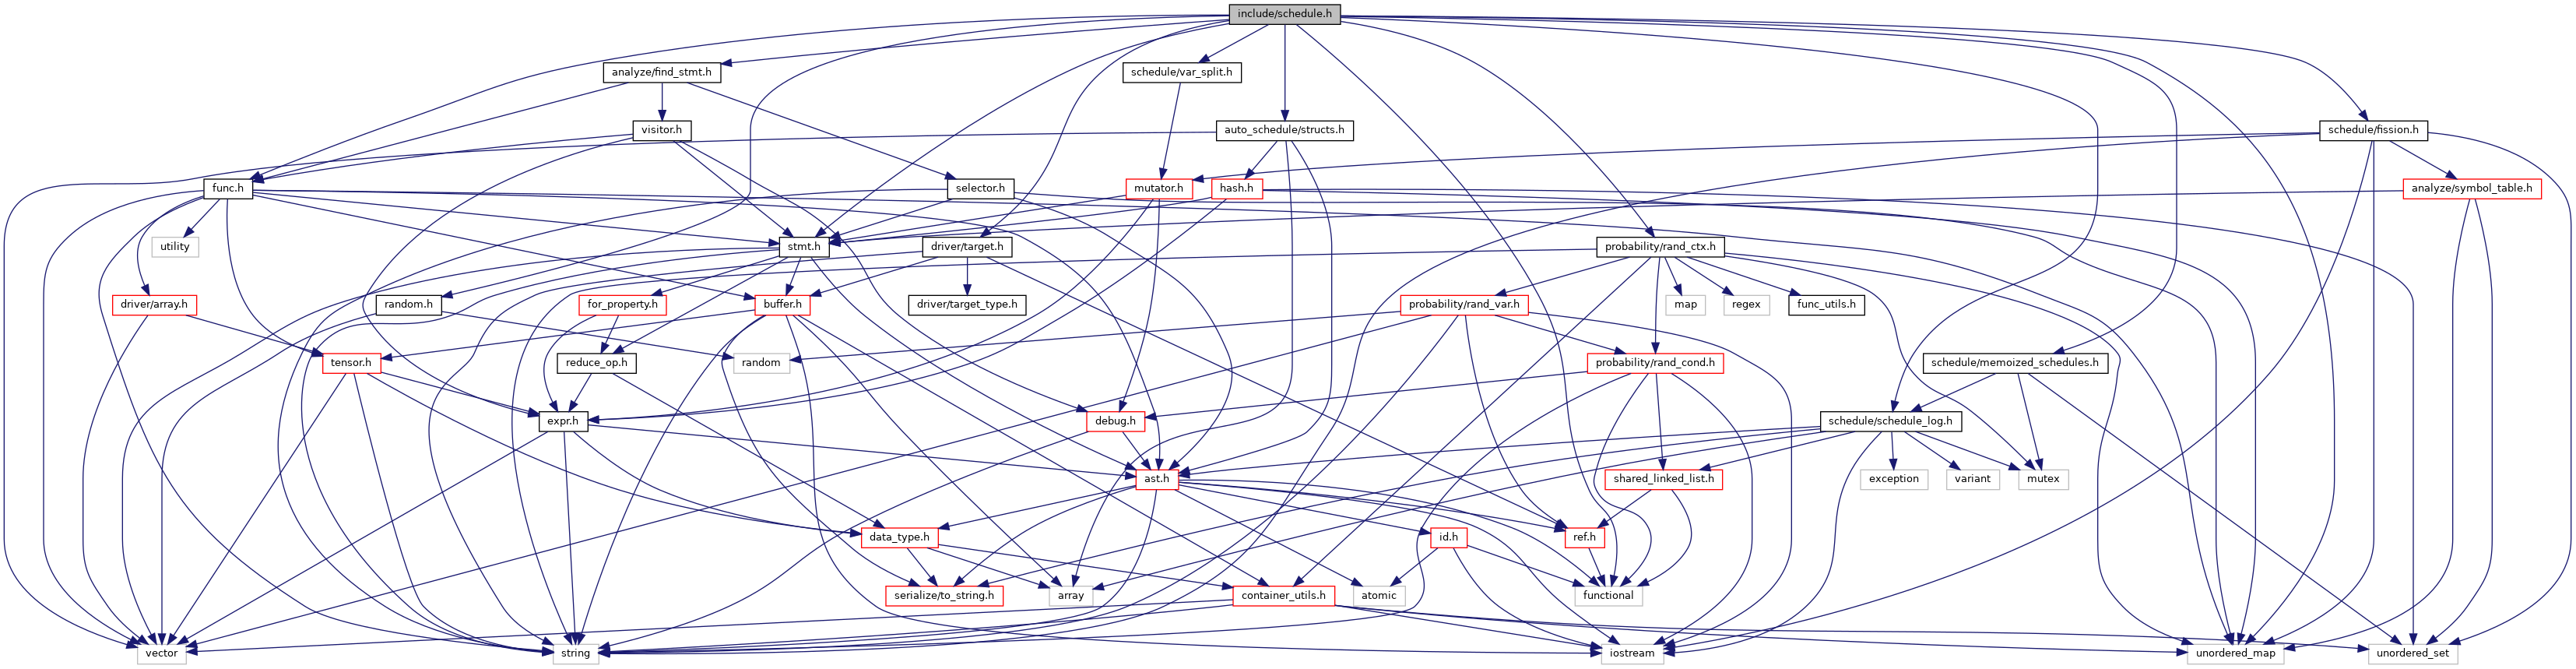 include/schedule.h
analyze/find_stmt.h
schedule/var_split.h
visitor.h
auto_schedule/structs.h
schedule/fission.h
func.h
selector.h
mutator.h
hash.h
analyze/symbol_table.h
utility
stmt.h
driver/target.h
probability/rand_ctx.h
driver/array.h
random.h
for_property.h
buffer.h
driver/target_type.h
probability/rand_var.h
map
regex
func_utils.h
tensor.h
reduce_op.h
random
probability/rand_cond.h
schedule/memoized_schedules.h
expr.h
debug.h
schedule/schedule_log.h
ast.h
shared_linked_list.h
exception
variant
mutex
data_type.h
id.h
ref.h
serialize/to_string.h
array
container_utils.h
atomic
functional
vector
string
iostream
unordered_map
unordered_set